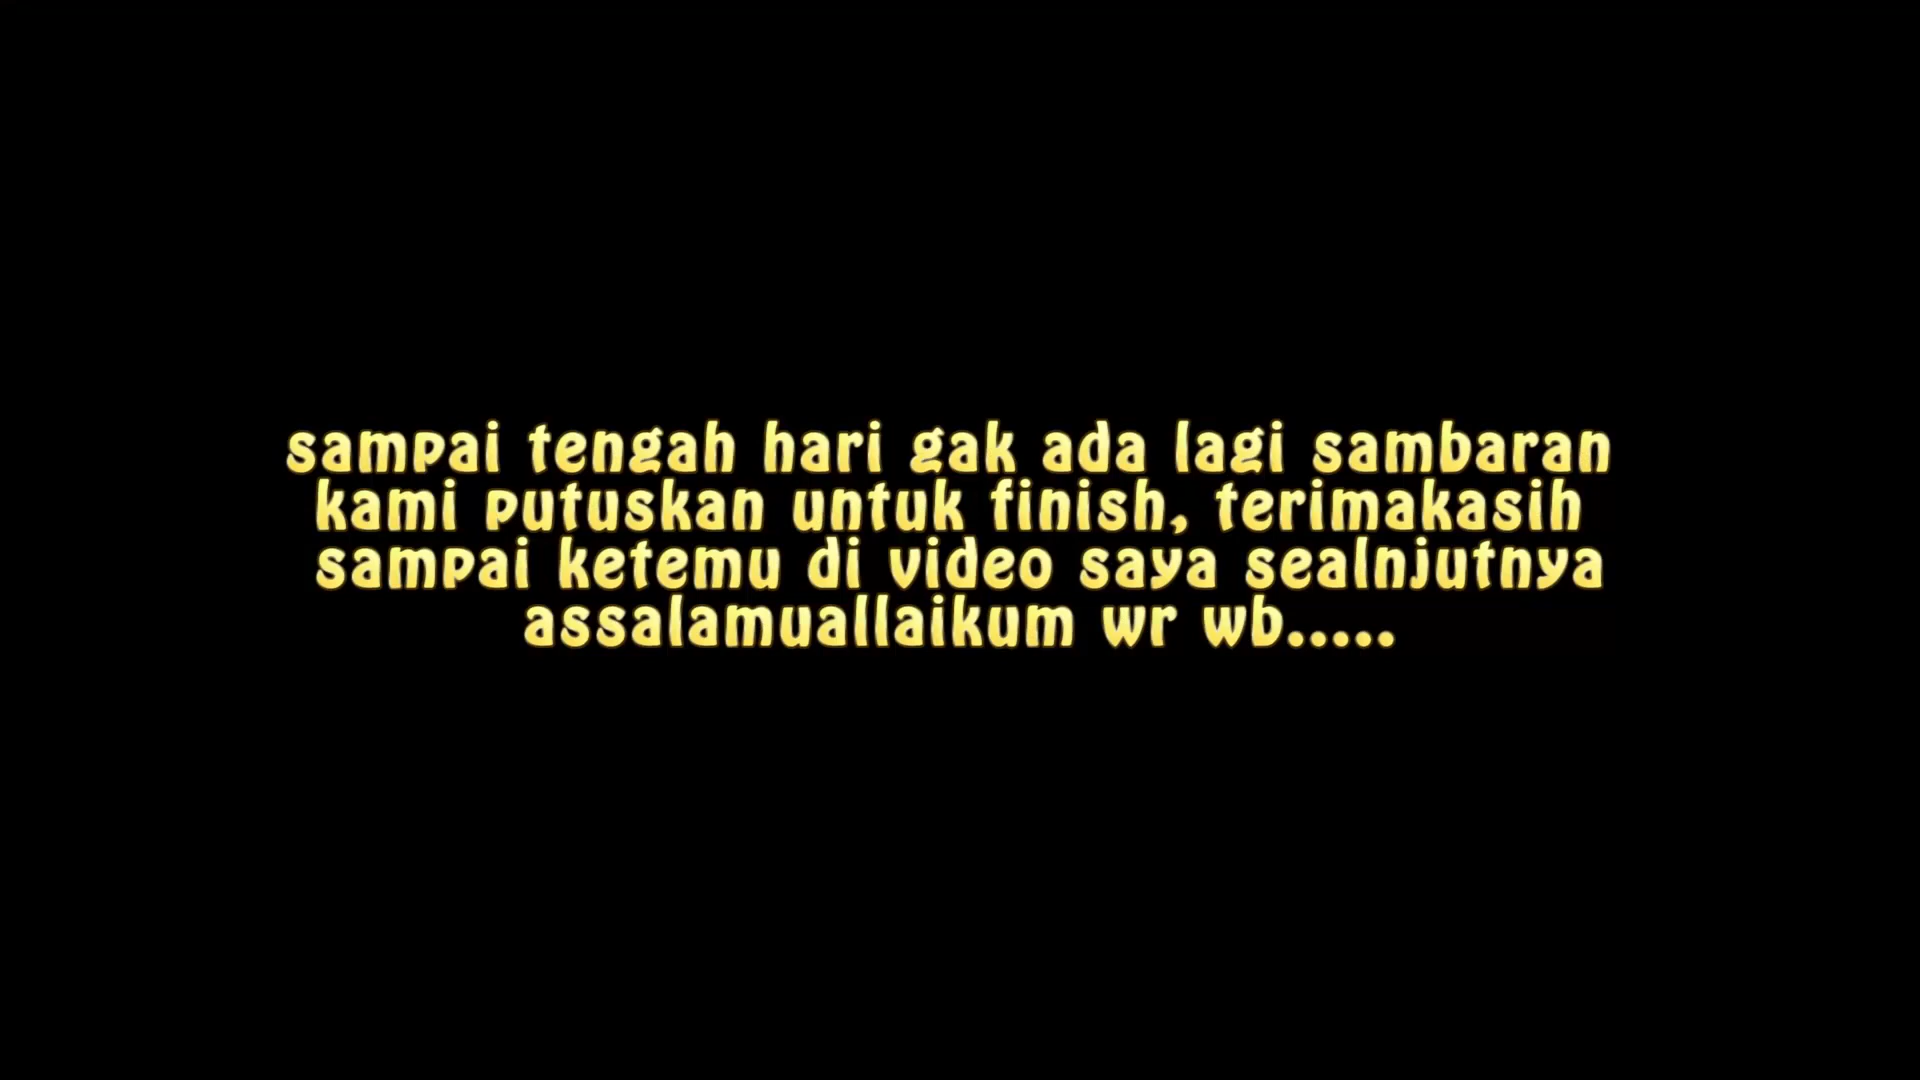 sampai tengah hari gak ada lagi sambaran
kami putuskan untuk finish, terimakasih
sampai ketemu di video saya sealnjutnya
assalamuallaikum wr wb.....